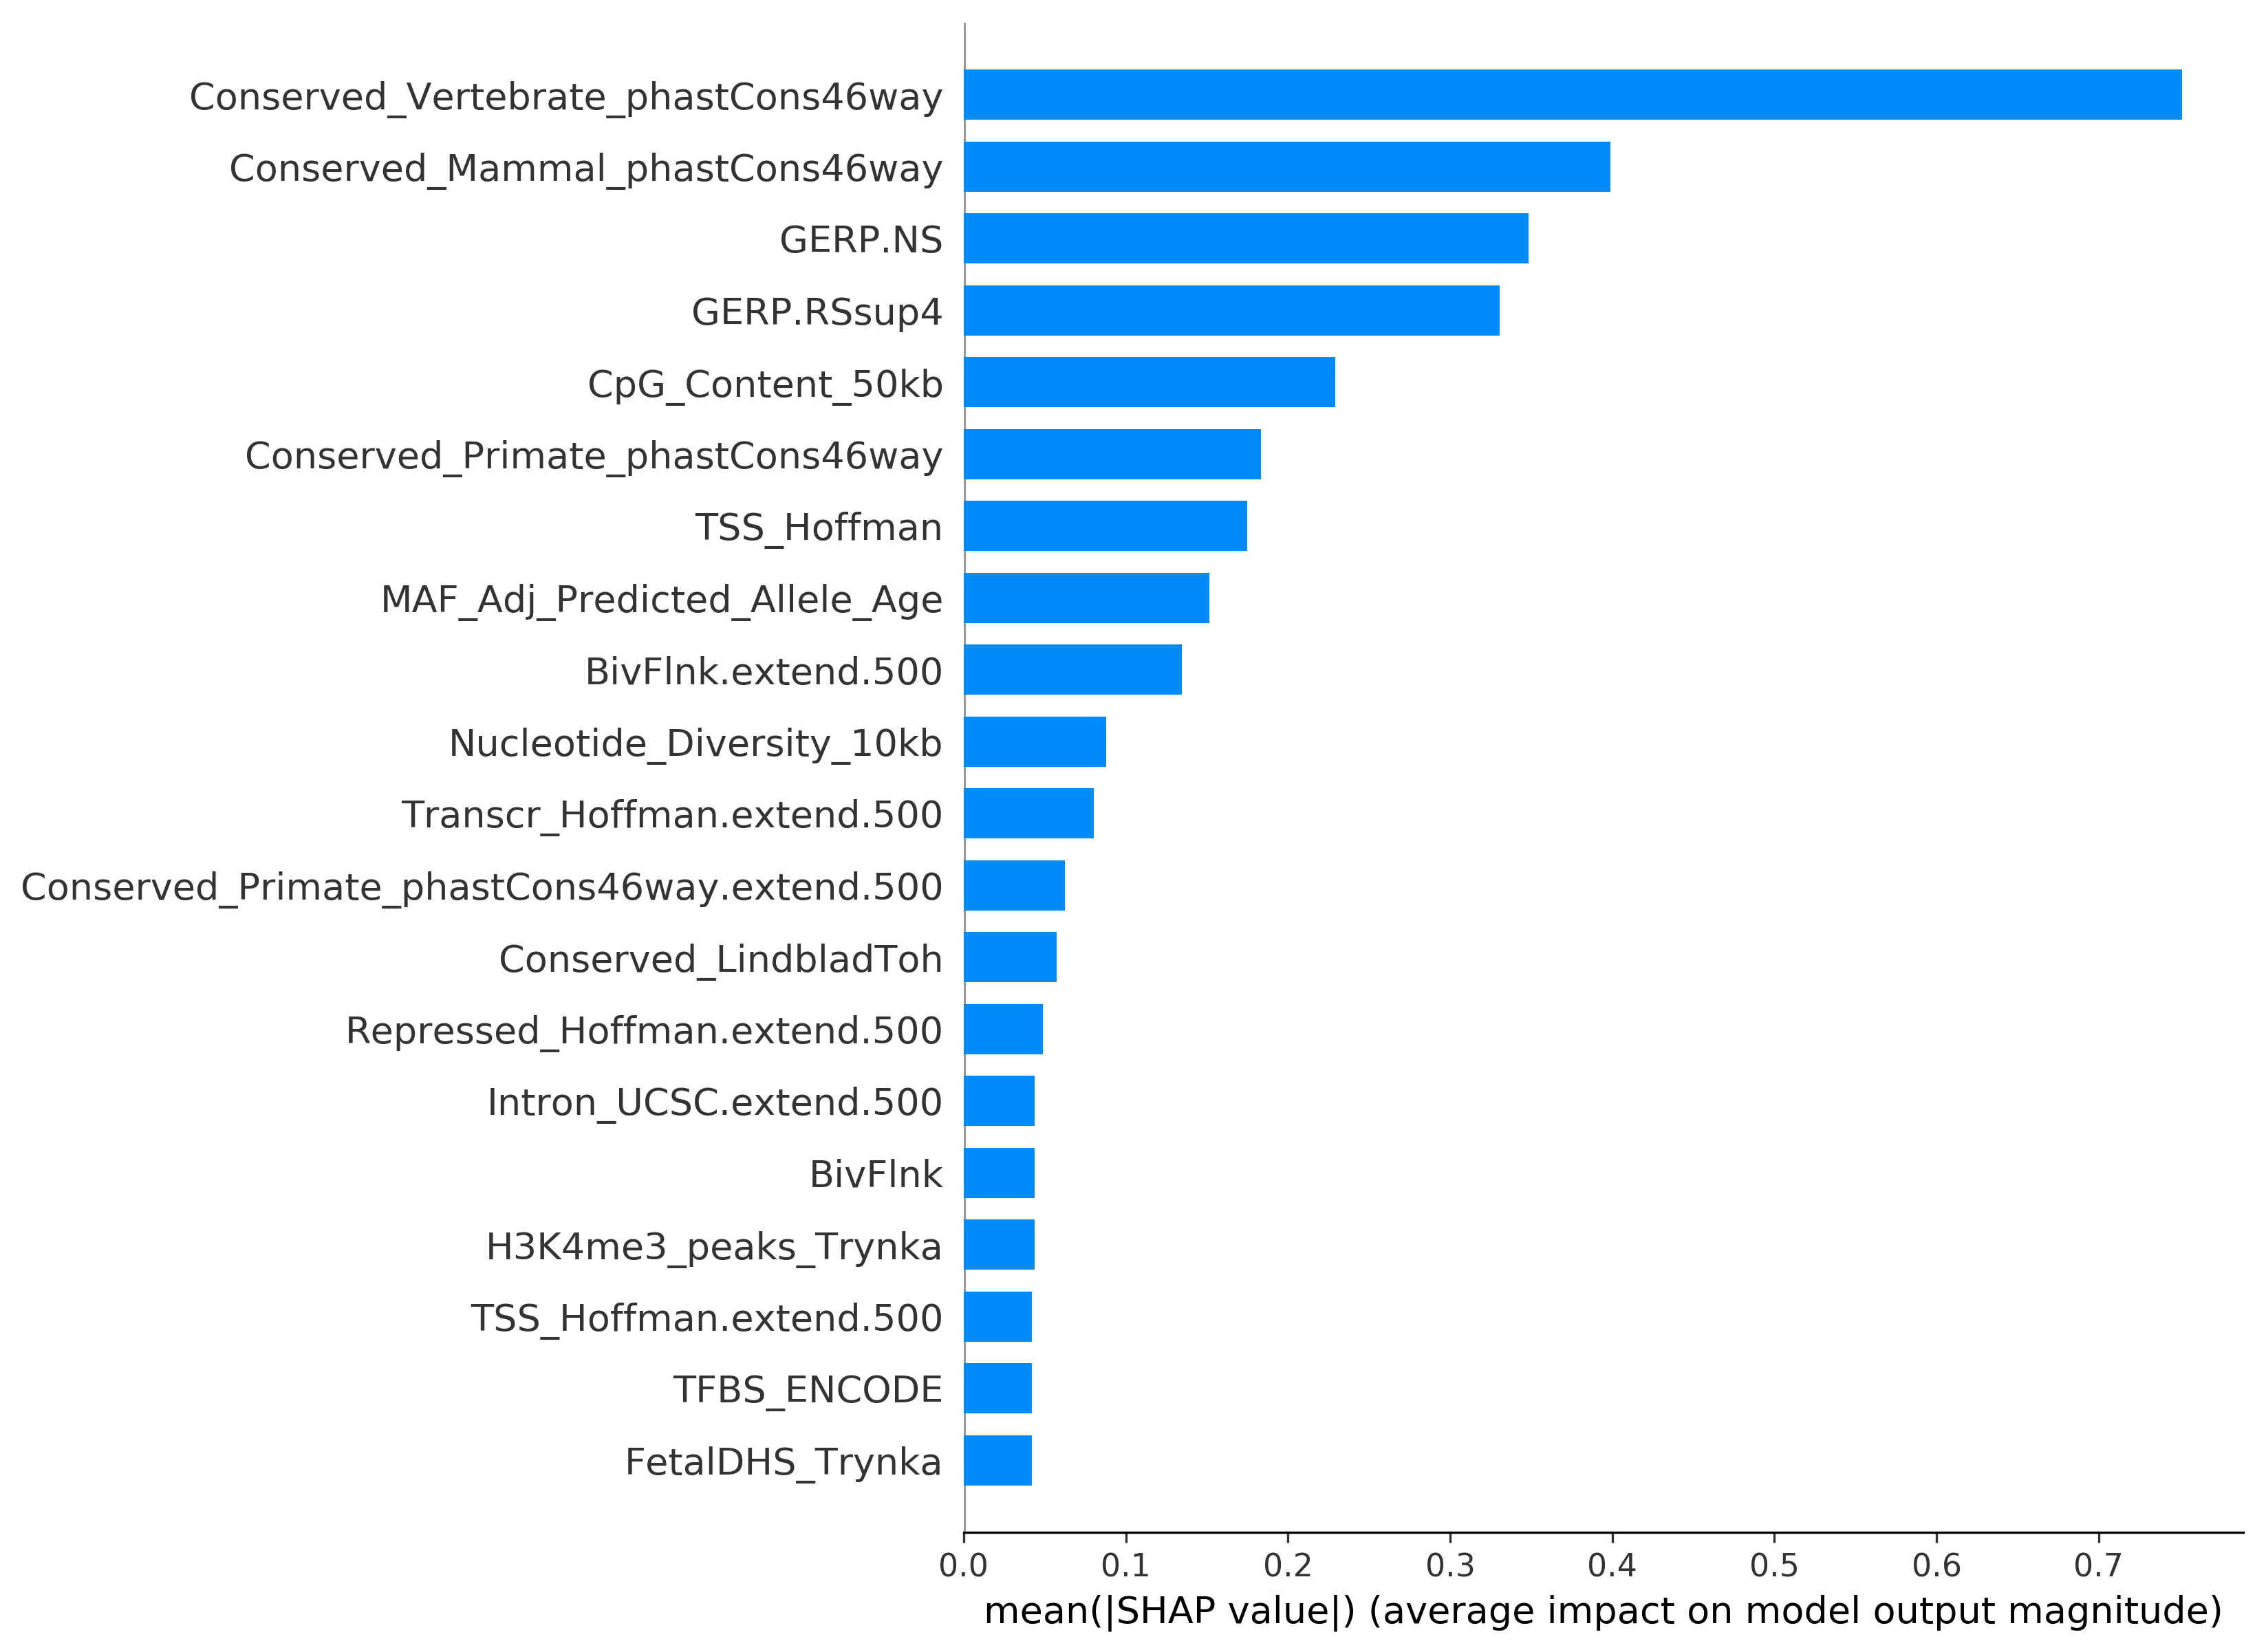 Conserved_Vertebrate_phastCons46way
Conserved_Mammal_phastCons46way
GERP.NS
GERP.RSsup4
CpG_Content_50kb
Conserved_Primate_phastCons46way
TSS_Hoffman
MAF_Adj_Predicted_Allele_Age
BivFlnk.extend.500
Nucleotide_Diversity_10kb
Transcr_Hoffman.extend.500
Conserved_Primate_phastCons46way.extend.500
Conserved_LindbladToh
Repressed_Hoffman.extend.500
Intron_UCSC.extend.500
BivFlnk
H3K4me3_peaks_Trynka
TSS_Hoffman.extend.500
TFBS_ENCODE
FetalDHS_Trynka
0.0 0.1 0.2 0.3 0.4 0.5 0.6 0.7
mean(|SHAP value|) (average impact on model output magnitude)